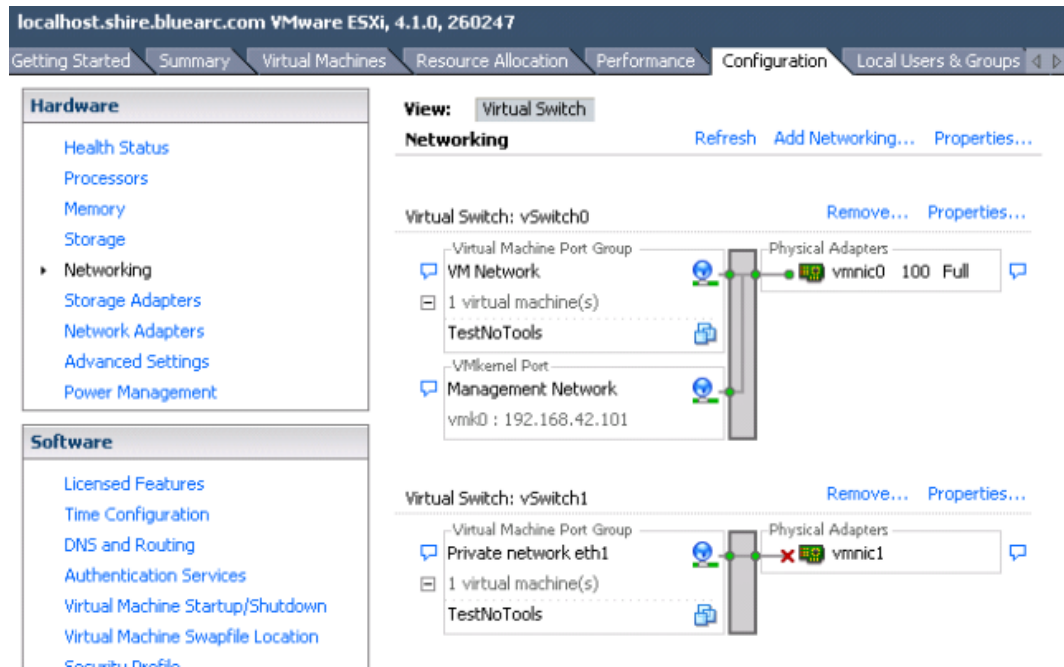 localhost.shire.bluearc.com VMware ESXi, 4.1.0, 260247
Getting Started Summary Virtual Machines Resource Allocation Performance Configuration Local Users & Groups
Hardware
Health Status
Processors
Memory
Storage
Networking
Storage Adapters
Network Adapters
Advanced Settings
Power Management
Software
Licensed Features
Time Configuration
DNS and Routing
Authentication Services
Virtual Machine Startup/Shutdown
Virtual Machine Swapfile Location
Security Profile
View: Virtual Switch
Networking Refresh Add Networking... Properties...
Virtual Switch: vSwitch0 Remove... Properties...
Virtual Machine Port Group Physical Adapters
VM Network vmnic0 100 Full
1 virtual machine(s)
TestNoTools
VMkernel Port
Management Network
vmk0 : 192.168.42.101
Virtual Switch: vSwitch1 Remove... Properties...
Virtual Machine Port Group Physical Adapters
Private network eth1 vmnic1
1 virtual machine(s)
TestNoTools